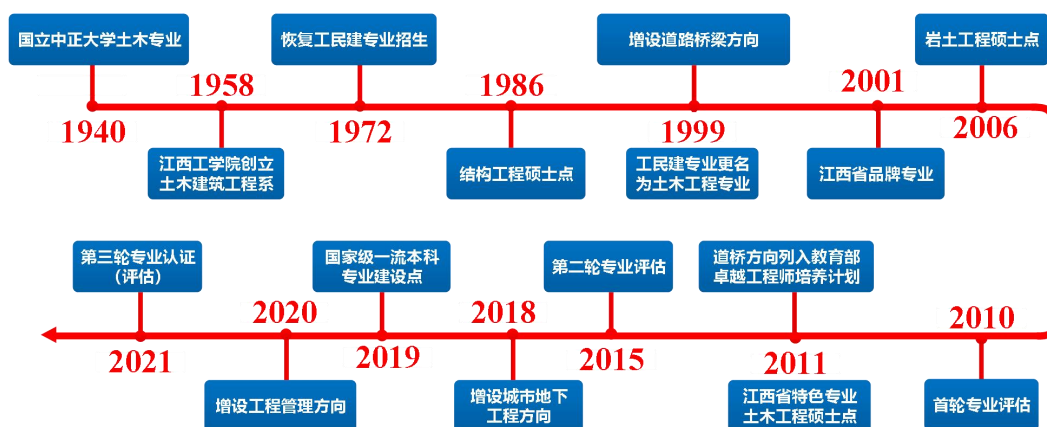 国立中正大学土木专业
1940
1958
江西工学院创立
土木建筑工程系
恢复工民建专业招生
1972
1986
结构工程硕士点
增设道路桥梁方向
1999
工民建专业更名
为土木工程专业
2001
江西省品牌专业
岩土工程硕士点
2006
2010
首轮专业评估
道桥方向列入教育部
卓越工程师培养计划
2011
江西省特色专业
土木工程硕士点
第二轮专业评估
2015
2018
增设城市地下
工程方向
国家级一流本科
专业建设点
2019
2020
增设工程管理方向
第三轮专业认证
（评估）
2021